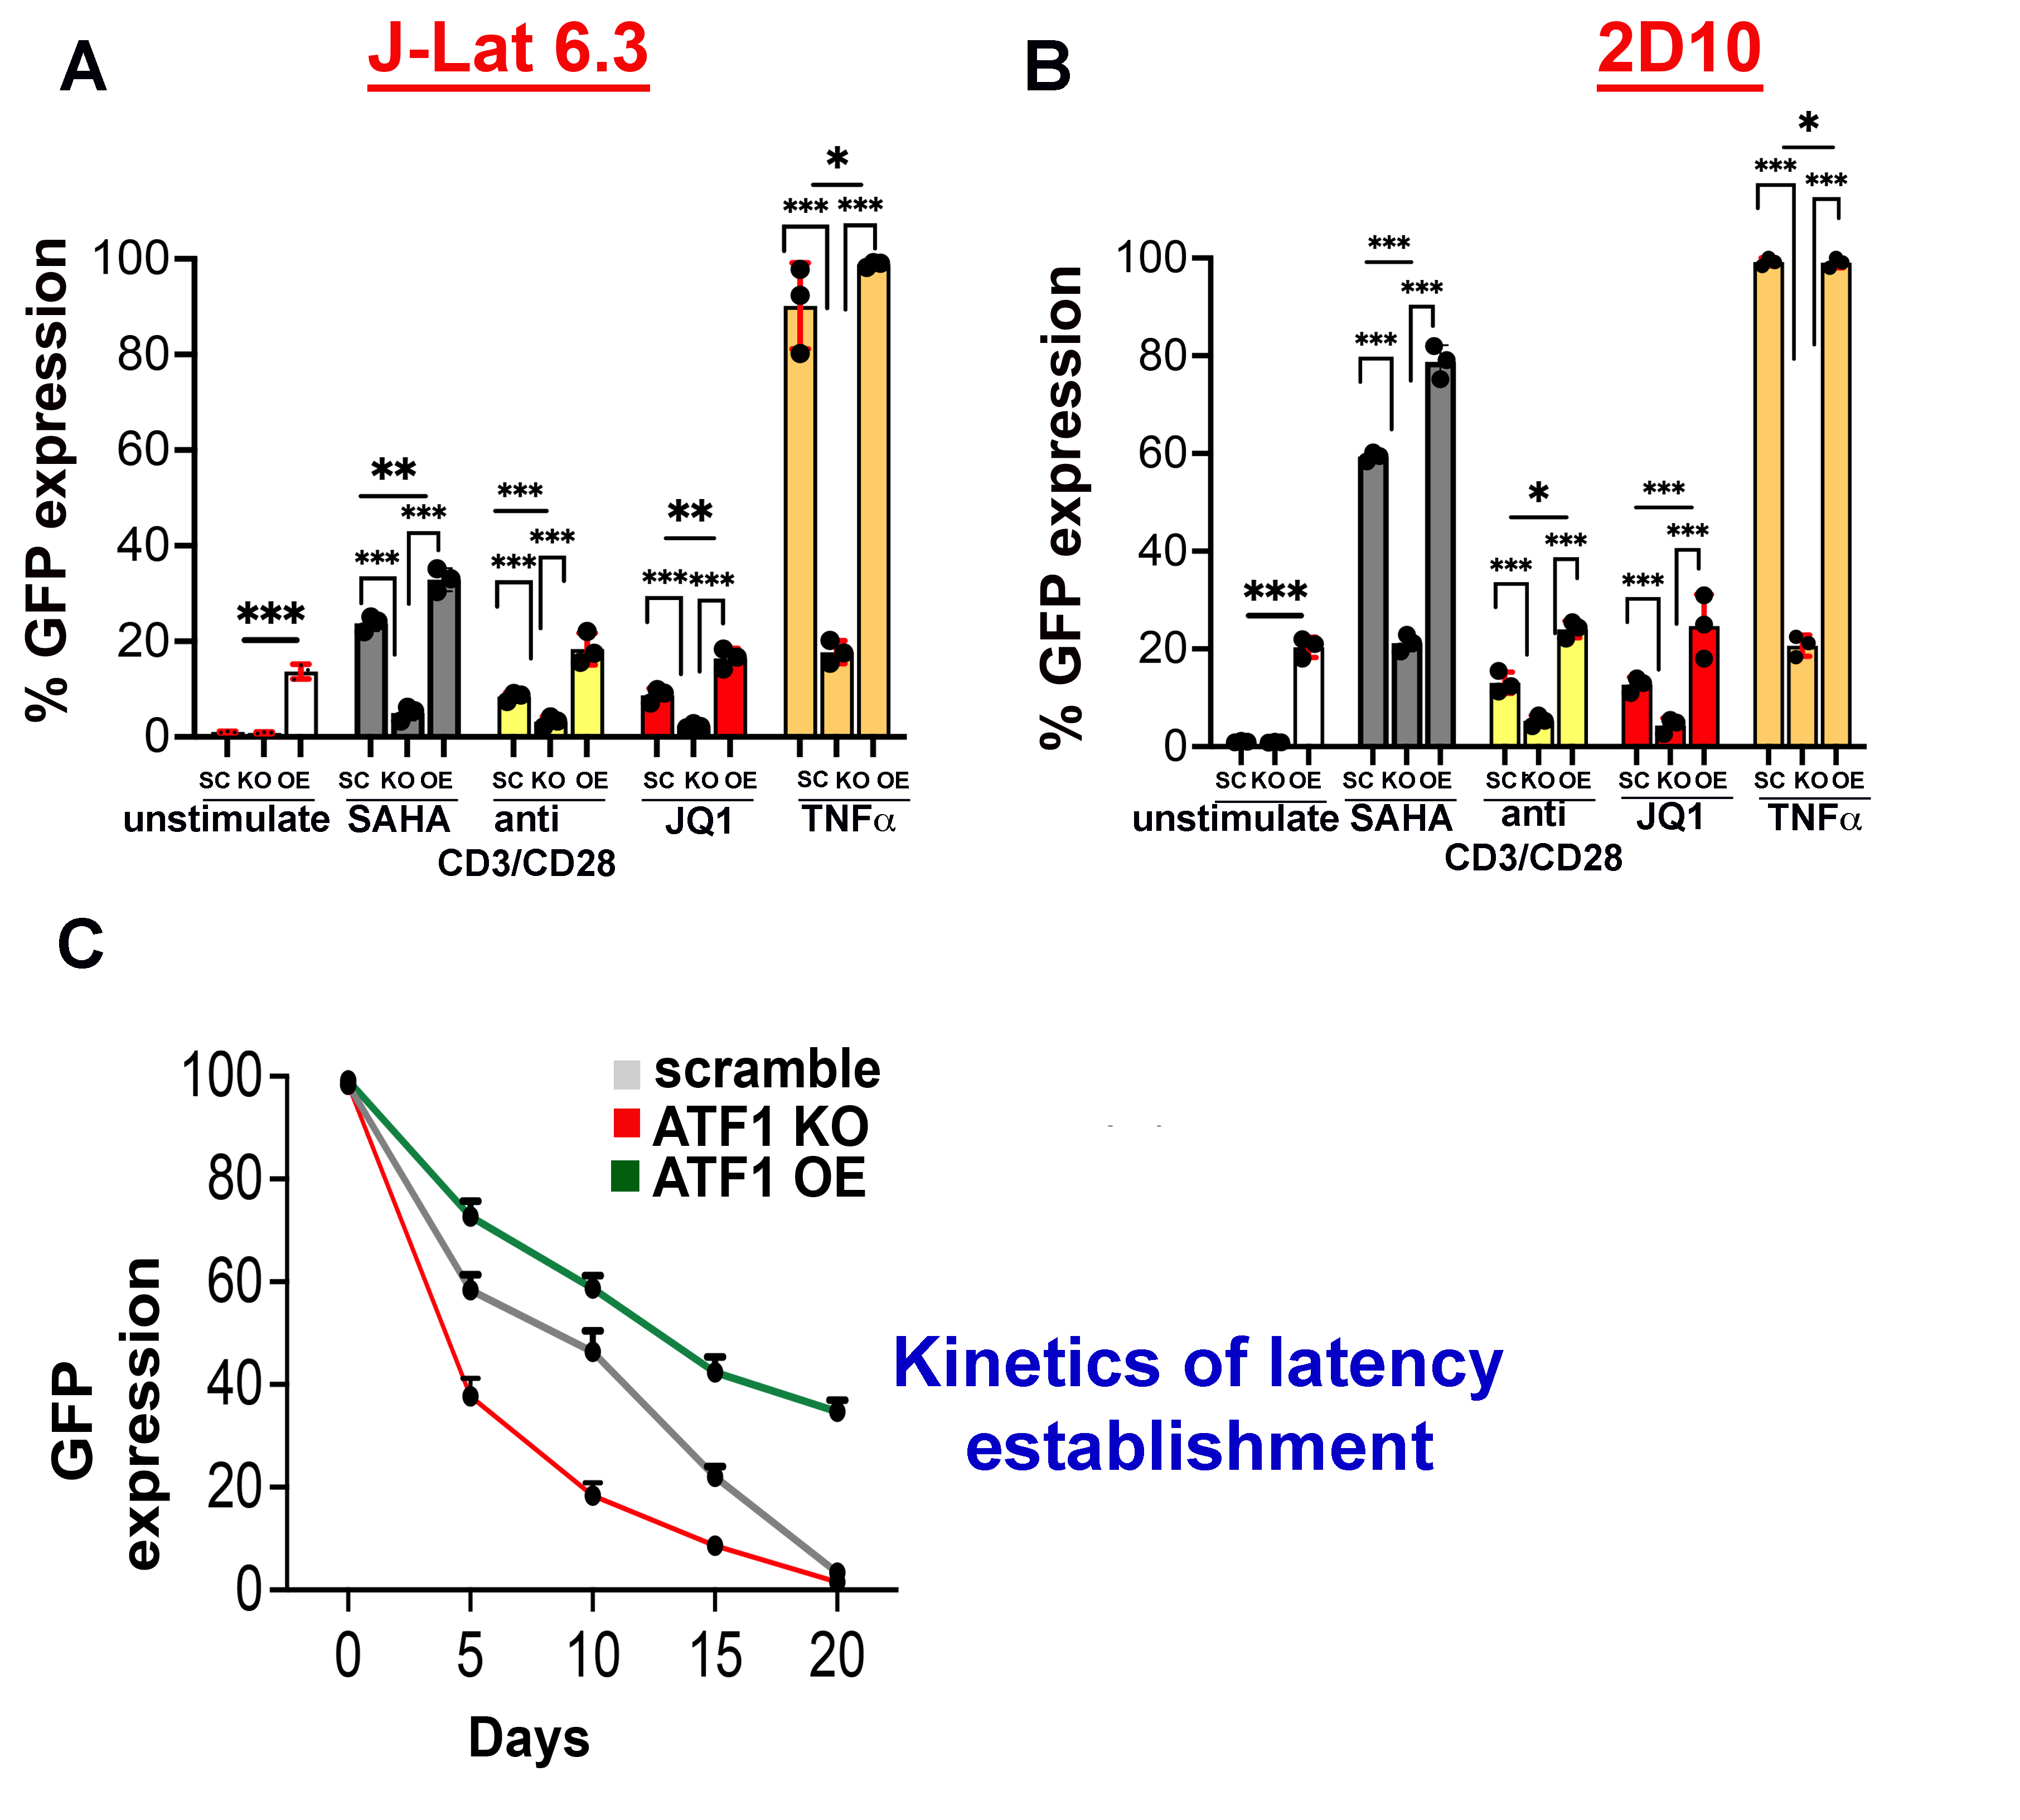 A
J-Lat 6.3
% GFP expression
100
80
60
40
20
0
***
**
***
***
***
***
***
**
***
***
*
***
***
SC KO OE
SC KO OE
SC KO OE
SC KO OE
SC KO OE
unstimulate
SAHA
anti
CD3/CD28
JQ1
TNFα
B
2D10
% GFP expression
100
80
60
40
20
0
***
***
***
***
*
***
***
***
***
***
*
***
***
SC KO OE
SC KO OE
SC KO OE
SC KO OE
SC KO OE
unstimulate
SAHA
anti
CD3/CD28
JQ1
TNFα
C
GFP
expression
100
80
60
40
20
0
scramble
ATF1 KO
ATF1 OE
0 5 10 15 20
Days
Kinetics of latency
establishment